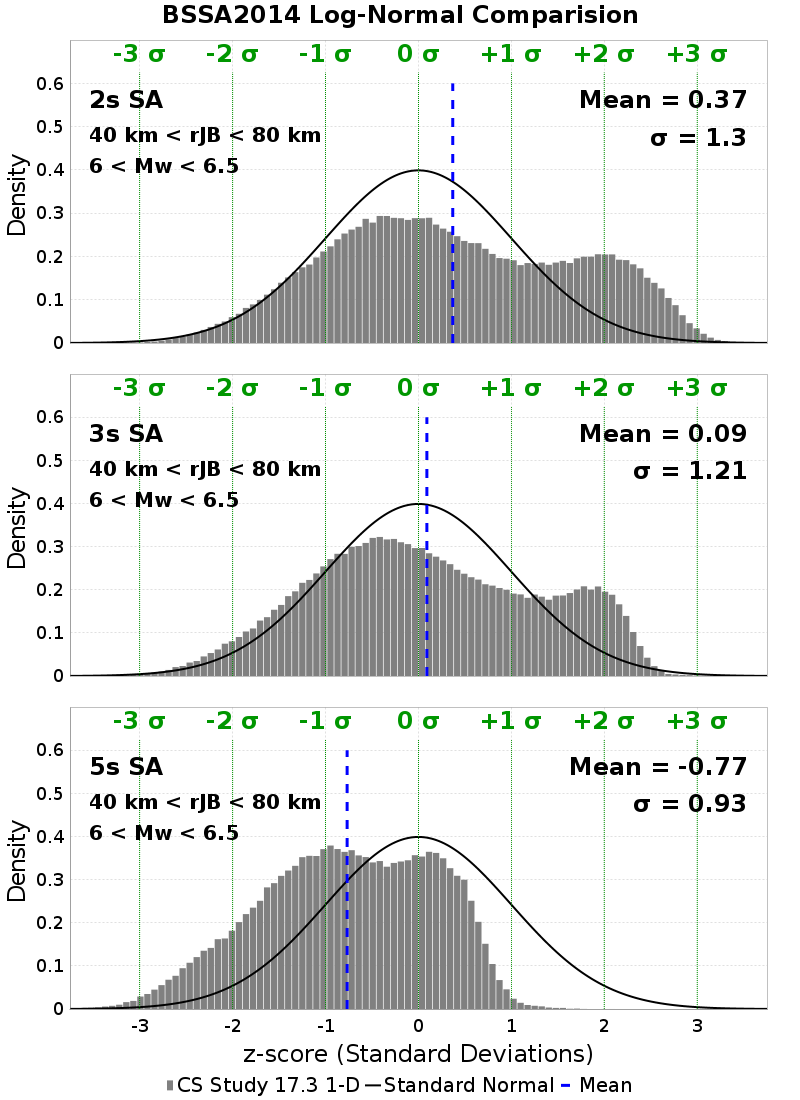 BSSA2014 Log-Normal Comparision
-3 σ -2 σ -1 σ 0 σ +1 σ +2 σ +3 σ
2s SA
40 km < rJB < 80 km
6 < Mw < 6.5
Mean = 0.37
σ = 1.3
Density
0.6
0.5
0.4
0.3
0.2
0.1
0
-3 σ -2 σ -1 σ 0 σ +1 σ +2 σ +3 σ
3s SA
40 km < rJB < 80 km
6 < Mw < 6.5
Mean = 0.09
σ = 1.21
Density
0.6
0.5
0.4
0.3
0.2
0.1
0
-3 σ -2 σ -1 σ 0 σ +1 σ +2 σ +3 σ
5s SA
40 km < rJB < 80 km
6 < Mw < 6.5
Mean = -0.77
σ = 0.93
Density
0.6
0.5
0.4
0.3
0.2
0.1
0
-3 -2 -1 0 1 2 3
z-score (Standard Deviations)
CS Study 17.3 1-D Standard Normal Mean